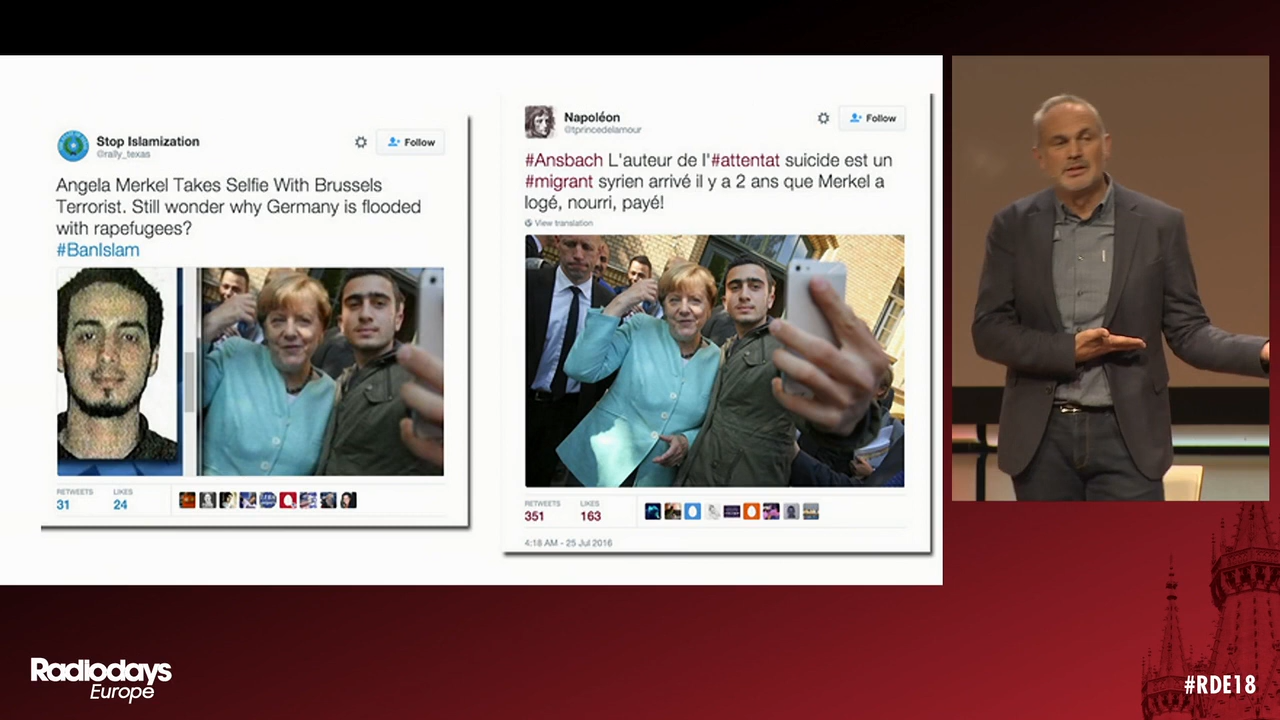 Stop Islamization
@rally_texas
Follow
Angela Merkel Takes Selfie With Brussels
Terrorist. Still wonder why Germany is flooded
with rapefugees?
#BanIslam
RETWEETS
LIKES
31
24
Napoléon
@tprincedelamour
Follow
#Ansbach L'auteur de l'#attentat suicide est un
#migrant syrien arrivé il y a 2 ans que Merkel a
logé, nourri, payé!
View translation
RETWEETS
LIKES
351
163
4:18 AM - 25 Jul 2016
Radiodays
Europe
#RDE18